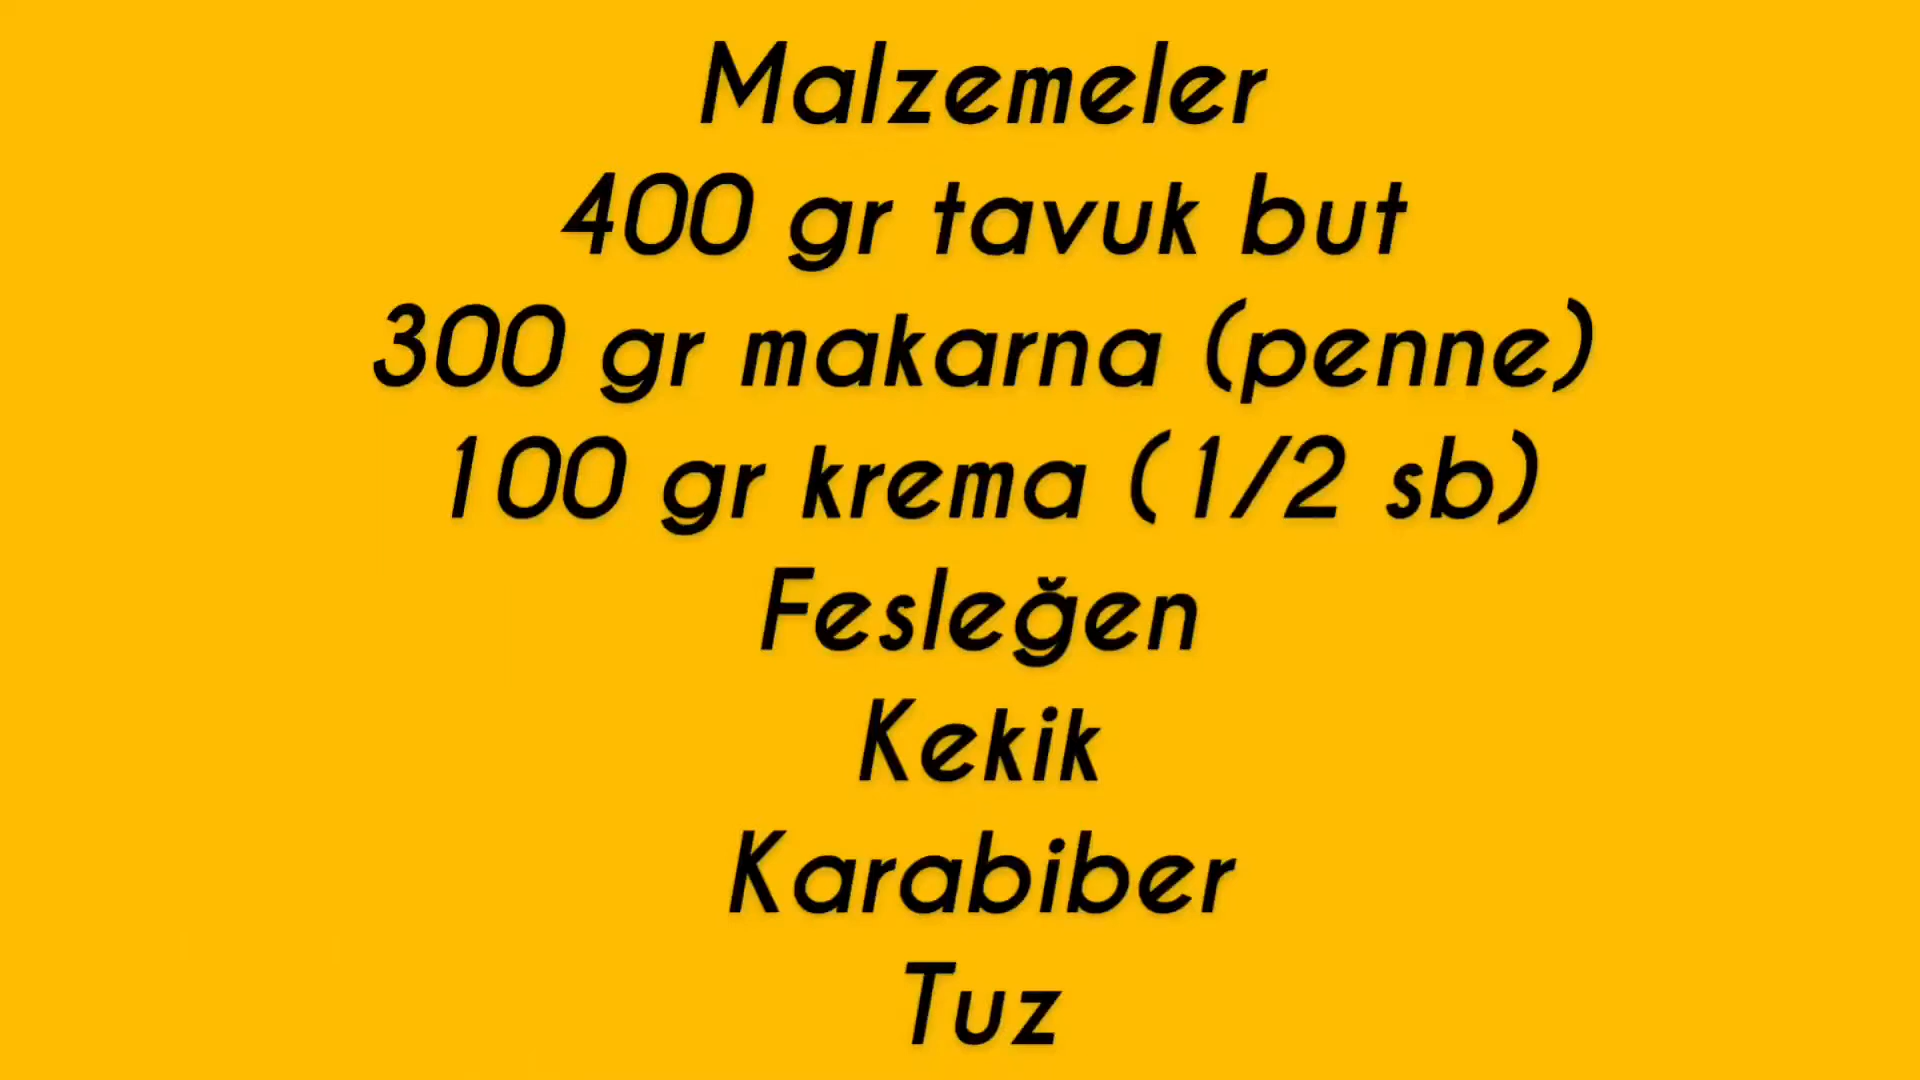 Malzemeler
400 gr tavuk but
300 gr makarna (penne)
100 gr krema (1/2 sb)
Fesleğen
Kekik
Karabiber
Tuz